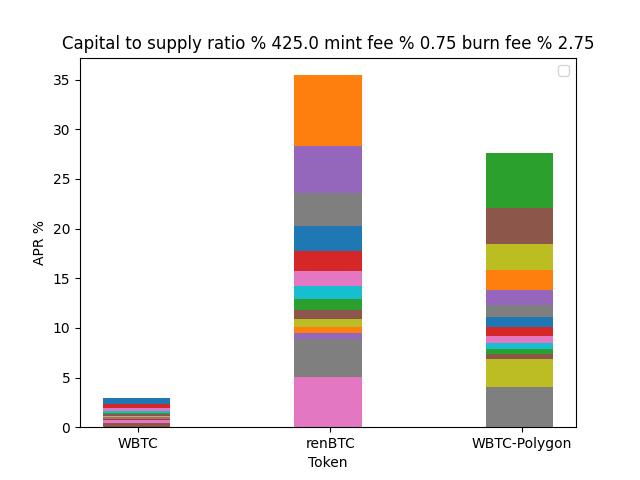 Capital to supply ratio % 425.0 mint fee % 0.75 burn fee % 2.75
35
30
25
20
15
10
5
0
APR %
WBTC renBTC WBTC-Polygon
Token